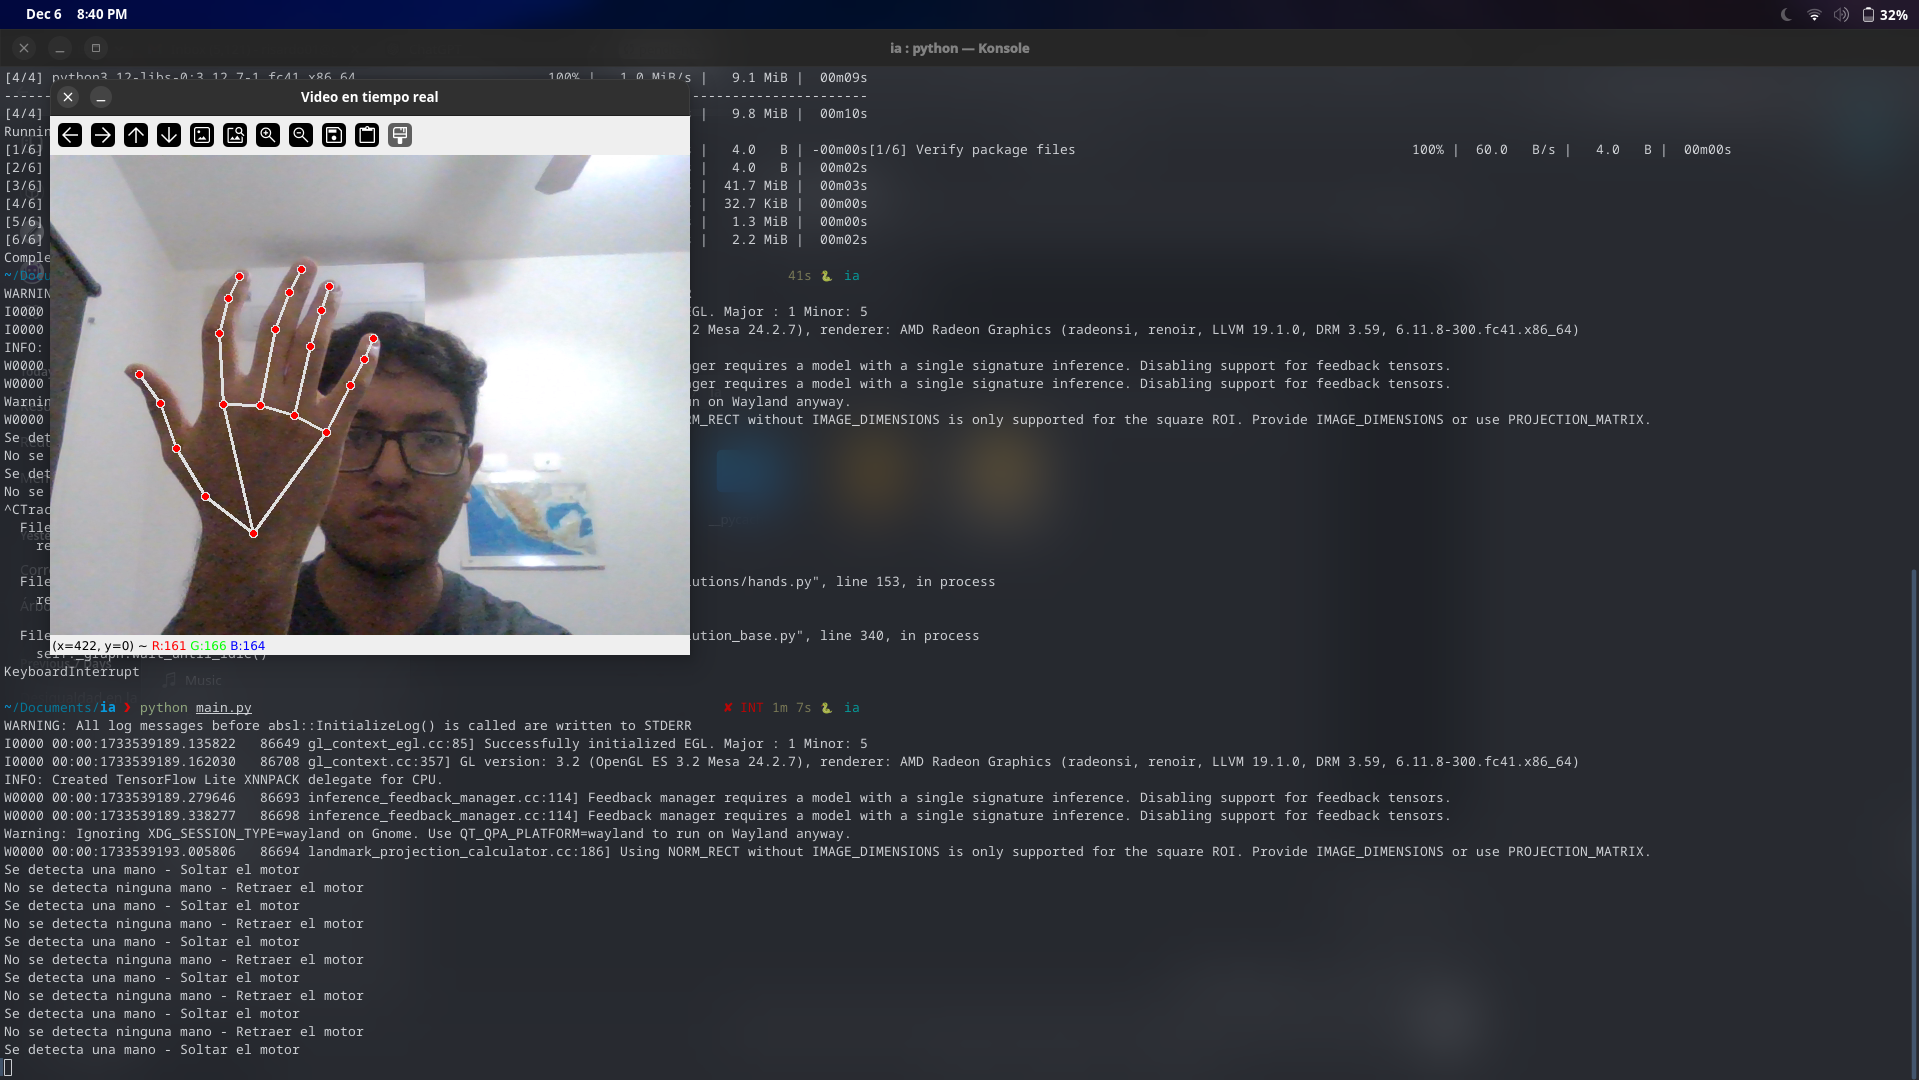 Dec 6 8:40 PM
32%
ia : python — Konsole
[4/4] python3.12-libs-0:3.12.7-1.fc41.x86_64 100% | 1.0 MiB/s | 9.1 MiB | 00m09s
Video en tiempo real
[4/4] | 9.8 MiB | 00m10s
Runnin
[1/6] | 4.0 B | -00m00s[1/6] Verify package files 100% | 60.0 B/s | 4.0 B | 00m00s
[2/6] | 4.0 B | 00m02s
[3/6] | 41.7 MiB | 00m03s
[4/6] | 32.7 KiB | 00m00s
[5/6] | 1.3 MiB | 00m00s
[6/6] | 2.2 MiB | 00m02s
Comple
~/Docu 41s ia
WARNIN
I0000 EGL. Major : 1 Minor: 5
I0000 2 Mesa 24.2.7), renderer: AMD Radeon Graphics (radeonsi, renoir, LLVM 19.1.0, DRM 3.59, 6.11.8-300.fc41.x86_64)
INFO:
W0000 ger requires a model with a single signature inference. Disabling support for feedback tensors.
W0000 ger requires a model with a single signature inference. Disabling support for feedback tensors.
Warnin n on Wayland anyway.
W0000 RM_RECT without IMAGE_DIMENSIONS is only supported for the square ROI. Provide IMAGE_DIMENSIONS or use PROJECTION_MATRIX.
Se det
No se
Se det
No se
^CTrac
File
re
File utions/hands.py", line 153, in process
re
File ution_base.py", line 340, in process
(x=422, y=0) ~ R:161 G:166 B:164
self._graph.wait_until_idle()
KeyboardInterrupt
Music
~/Documents/ia ❯ python main.py ✘ INT 1m 7s ia
WARNING: All log messages before absl::InitializeLog() is called are written to STDERR
I0000 00:00:1733539189.135822 86649 gl_context_egl.cc:85] Successfully initialized EGL. Major : 1 Minor: 5
I0000 00:00:1733539189.162030 86708 gl_context.cc:357] GL version: 3.2 (OpenGL ES 3.2 Mesa 24.2.7), renderer: AMD Radeon Graphics (radeonsi, renoir, LLVM 19.1.0, DRM 3.59, 6.11.8-300.fc41.x86_64)
INFO: Created TensorFlow Lite XNNPACK delegate for CPU.
W0000 00:00:1733539189.279646 86693 inference_feedback_manager.cc:114] Feedback manager requires a model with a single signature inference. Disabling support for feedback tensors.
W0000 00:00:1733539189.338277 86698 inference_feedback_manager.cc:114] Feedback manager requires a model with a single signature inference. Disabling support for feedback tensors.
Warning: Ignoring XDG_SESSION_TYPE=wayland on Gnome. Use QT_QPA_PLATFORM=wayland to run on Wayland anyway.
W0000 00:00:1733539193.005806 86694 landmark_projection_calculator.cc:186] Using NORM_RECT without IMAGE_DIMENSIONS is only supported for the square ROI. Provide IMAGE_DIMENSIONS or use PROJECTION_MATRIX.
Se detecta una mano - Soltar el motor
No se detecta ninguna mano - Retraer el motor
Se detecta una mano - Soltar el motor
No se detecta ninguna mano - Retraer el motor
Se detecta una mano - Soltar el motor
No se detecta ninguna mano - Retraer el motor
Se detecta una mano - Soltar el motor
No se detecta ninguna mano - Retraer el motor
Se detecta una mano - Soltar el motor
No se detecta ninguna mano - Retraer el motor
Se detecta una mano - Soltar el motor